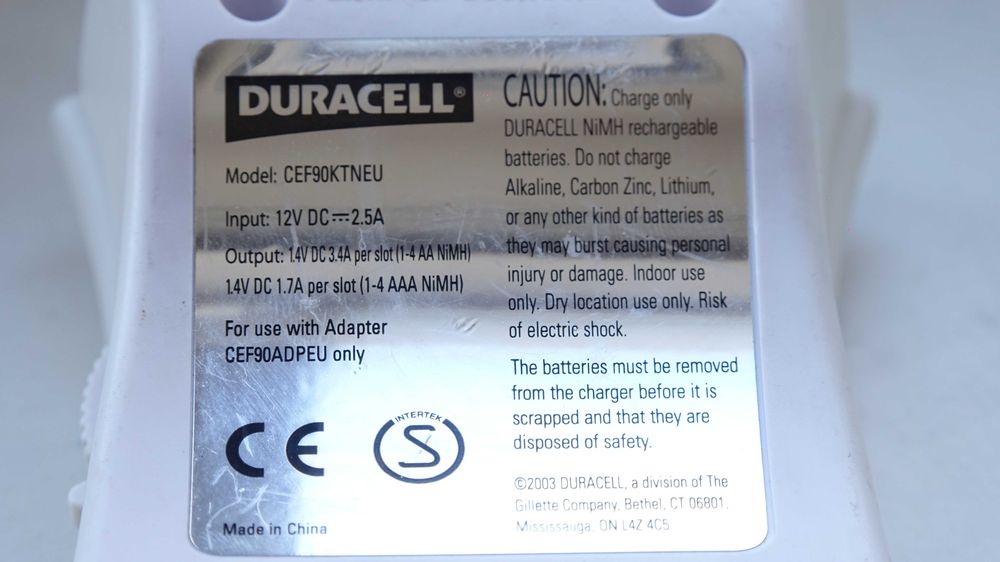 DURACELL®
Model: CEF90KTNEU
Input: 12V DC⎓2.5A
Output: 1.4V DC 3.4A per slot (1-4 AA NiMH)
1.4V DC 1.7A per slot (1-4 AAA NiMH)
For use with Adapter
CEF90ADPEU only
CE
INTERTEK
S
Made in China
CAUTION: Charge only
DURACELL NiMH rechargeable
batteries. Do not charge
Alkaline, Carbon Zinc, Lithium,
or any other kind of batteries as
they may burst causing personal
injury or damage. Indoor use
only. Dry location use only. Risk
of electric shock.
The batteries must be removed
from the charger before it is
scrapped and that they are
disposed of safety.
©2003 DURACELL, a division of The
Gillette Company, Bethel, CT 06801,
Mississauga, ON L4Z 4C5